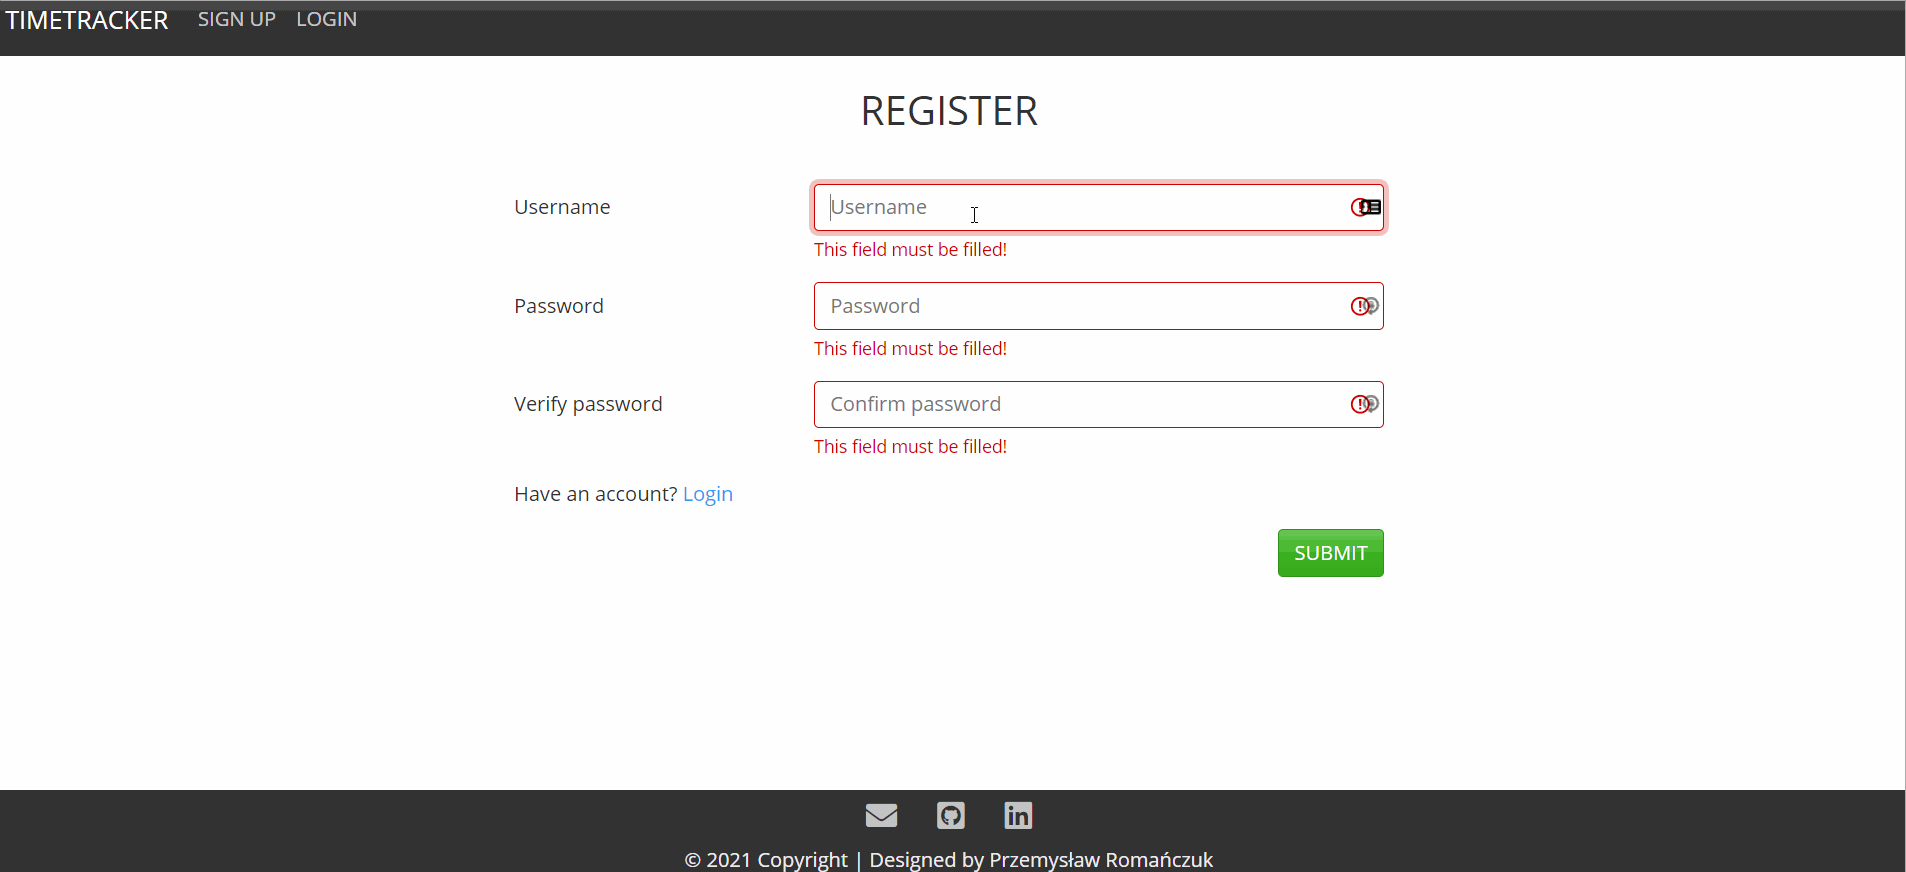 TIMETRACKER SIGN UP LOGIN
REGISTER
Username Username
This field must be filled!
Password Password
This field must be filled!
Verify password Confirm password
This field must be filled!
Have an account? Login
SUBMIT
in
© 2021 Copyright | Designed by Przemysław Romańczuk